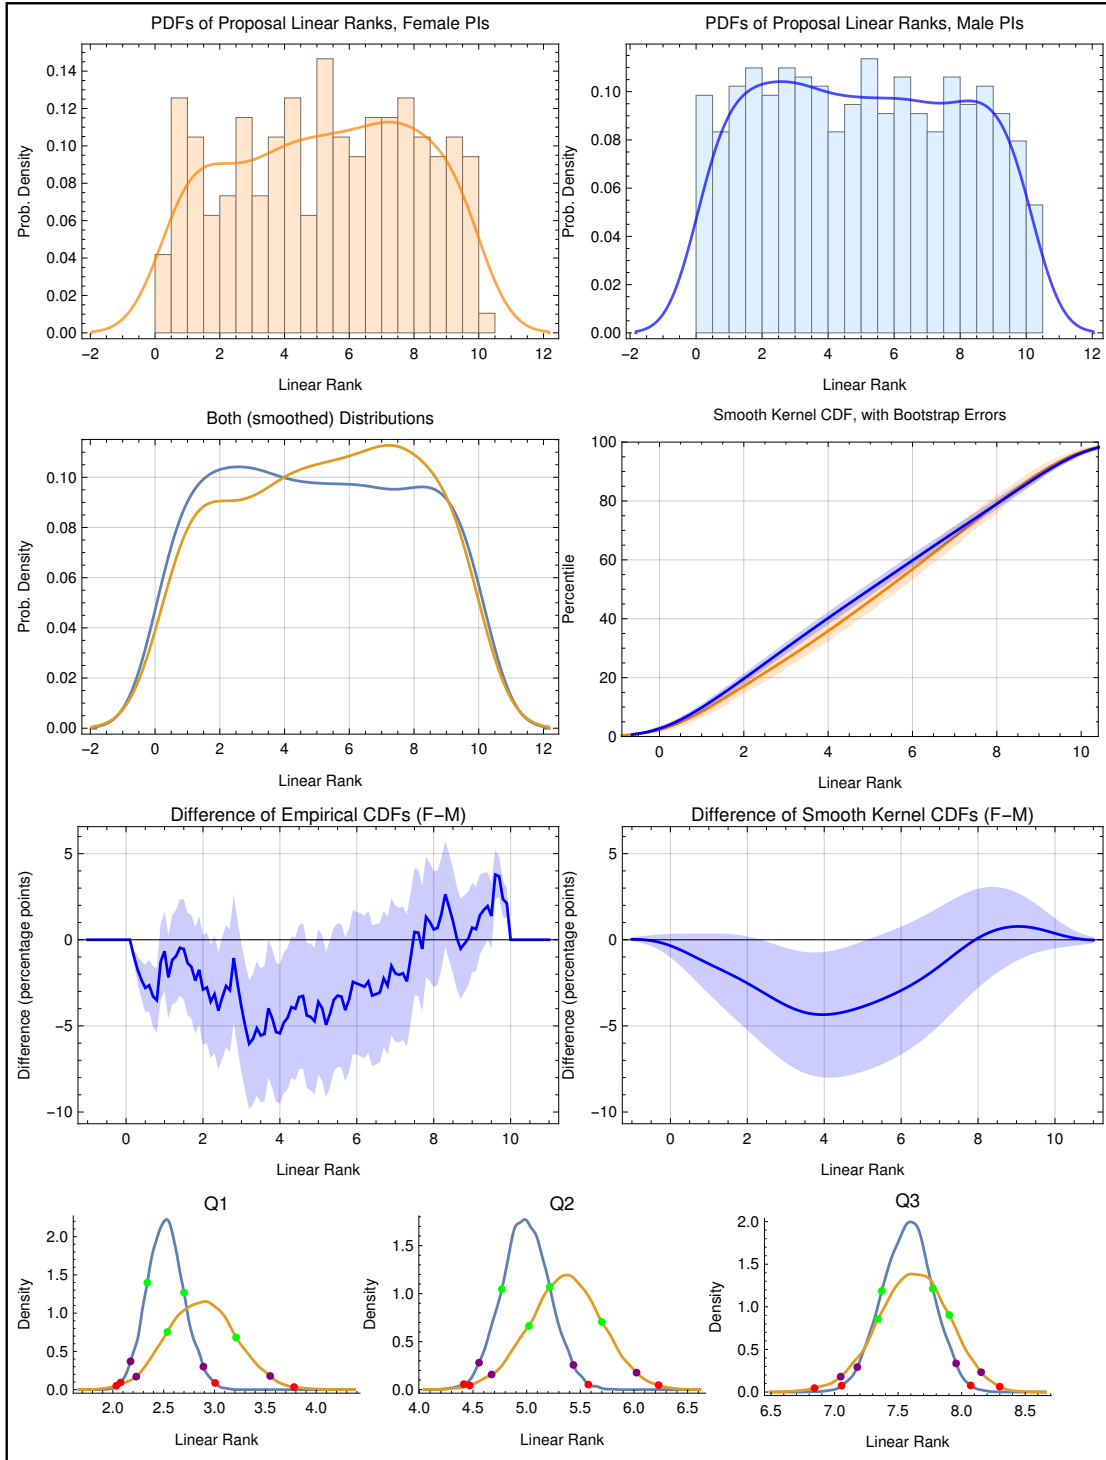 PDFs of Proposal Linear Ranks, Female PIs
Prob. Density
0.14
0.12
0.10
0.08
0.06
0.04
0.02
0.00
−2 0 2 4 6 8 10 12
Linear Rank
PDFs of Proposal Linear Ranks, Male PIs
Prob. Density
0.10
0.08
0.06
0.04
0.02
0.00
−2 0 2 4 6 8 10 12
Linear Rank
Both (smoothed) Distributions
Prob. Density
0.10
0.08
0.06
0.04
0.02
0.00
−2 0 2 4 6 8 10 12
Linear Rank
Smooth Kernel CDF, with Bootstrap Errors
Percentile
100
80
60
40
20
0
0 2 4 6 8 10
Linear Rank
Difference of Empirical CDFs (F−M)
Difference (percentage points)
5
0
−5
−10
0 2 4 6 8 10
Linear Rank
Difference of Smooth Kernel CDFs (F−M)
Difference (percentage points)
5
0
−5
−10
0 2 4 6 8 10
Linear Rank
Q1
Density
2.0
1.5
1.0
0.5
0.0
2.0 2.5 3.0 3.5 4.0
Linear Rank
Q2
Density
1.5
1.0
0.5
0.0
4.0 4.5 5.0 5.5 6.0 6.5
Linear Rank
Q3
Density
2.0
1.5
1.0
0.5
0.0
6.5 7.0 7.5 8.0 8.5
Linear Rank